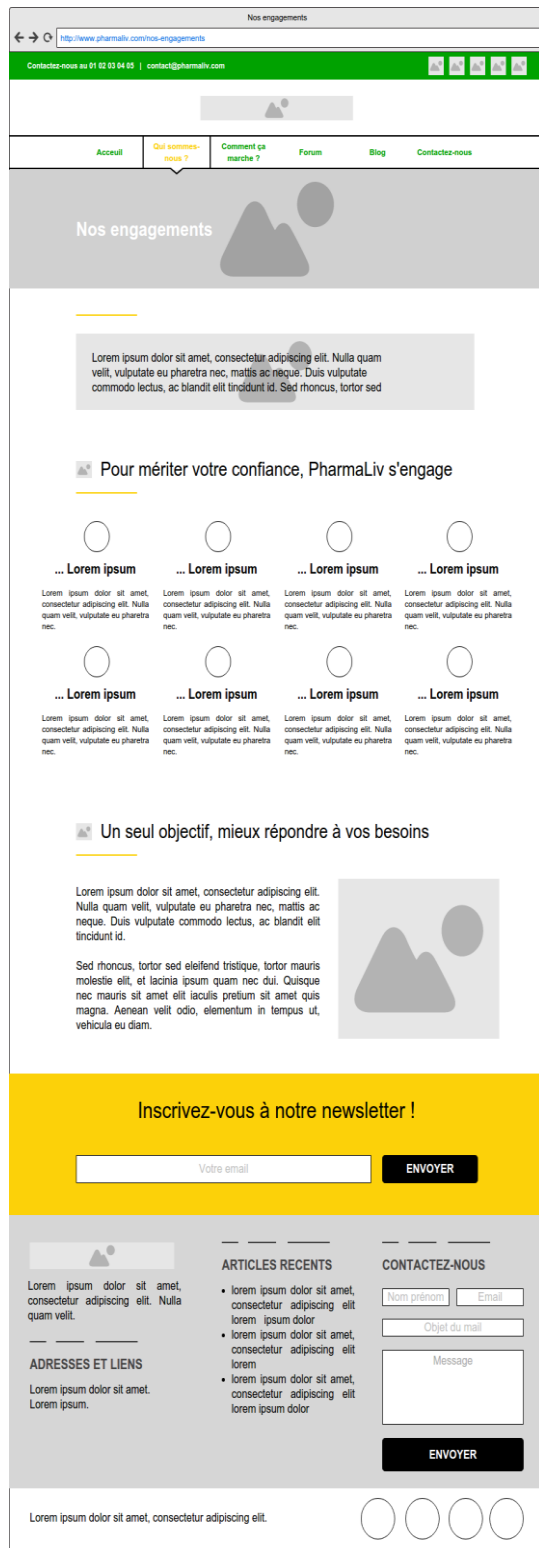 Nos engagements
http://www.pharmaliv.com/nos-engagements
Contactez-nous au 01 02 03 04 05 | contact@pharmaliv.com
Acceuil
Qui sommes-
nous ?
Comment ça
marche ?
Forum
Blog
Contactez-nous
Nos engagements
Lorem ipsum dolor sit amet, consectetur adipiscing elit. Nulla quam
velit, vulputate eu pharetra nec, mattis ac neque. Duis vulputate
commodo lectus, ac blandit elit tincidunt id. Sed rhoncus, tortor sed
Pour mériter votre confiance, PharmaLiv s'engage
... Lorem ipsum
Lorem ipsum dolor sit amet,
consectetur adipiscing elit. Nulla
quam velit, vulputate eu pharetra
nec.
... Lorem ipsum
Lorem ipsum dolor sit amet,
consectetur adipiscing elit. Nulla
quam velit, vulputate eu pharetra
nec.
... Lorem ipsum
Lorem ipsum dolor sit amet,
consectetur adipiscing elit. Nulla
quam velit, vulputate eu pharetra
nec.
... Lorem ipsum
Lorem ipsum dolor sit amet,
consectetur adipiscing elit. Nulla
quam velit, vulputate eu pharetra
nec.
... Lorem ipsum
Lorem ipsum dolor sit amet,
consectetur adipiscing elit. Nulla
quam velit, vulputate eu pharetra
nec.
... Lorem ipsum
Lorem ipsum dolor sit amet,
consectetur adipiscing elit. Nulla
quam velit, vulputate eu pharetra
nec.
... Lorem ipsum
Lorem ipsum dolor sit amet,
consectetur adipiscing elit. Nulla
quam velit, vulputate eu pharetra
nec.
... Lorem ipsum
Lorem ipsum dolor sit amet,
consectetur adipiscing elit. Nulla
quam velit, vulputate eu pharetra
nec.
Un seul objectif, mieux répondre à vos besoins
Lorem ipsum dolor sit amet, consectetur adipiscing elit.
Nulla quam velit, vulputate eu pharetra nec, mattis ac
neque. Duis vulputate commodo lectus, ac blandit elit
tincidunt id.
Sed rhoncus, tortor sed eleifend tristique, tortor mauris
molestie elit, et lacinia ipsum quam nec dui. Quisque
nec mauris sit amet elit iaculis pretium sit amet quis
magna. Aenean velit odio, elementum in tempus ut,
vehicula eu diam.
Inscrivez-vous à notre newsletter !
Votre email
ENVOYER
Lorem ipsum dolor sit amet,
consectetur adipiscing elit. Nulla
quam velit.
ADRESSES ET LIENS
Lorem ipsum dolor sit amet.
Lorem ipsum.
ARTICLES RECENTS
• lorem ipsum dolor sit amet,
consectetur adipiscing elit
lorem ipsum dolor
• lorem ipsum dolor sit amet,
consectetur adipiscing elit
lorem
• lorem ipsum dolor sit amet,
consectetur adipiscing elit
lorem ipsum dolor
CONTACTEZ-NOUS
Nom prénom
Email
Objet du mail
Message
ENVOYER
Lorem ipsum dolor sit amet, consectetur adipiscing elit.